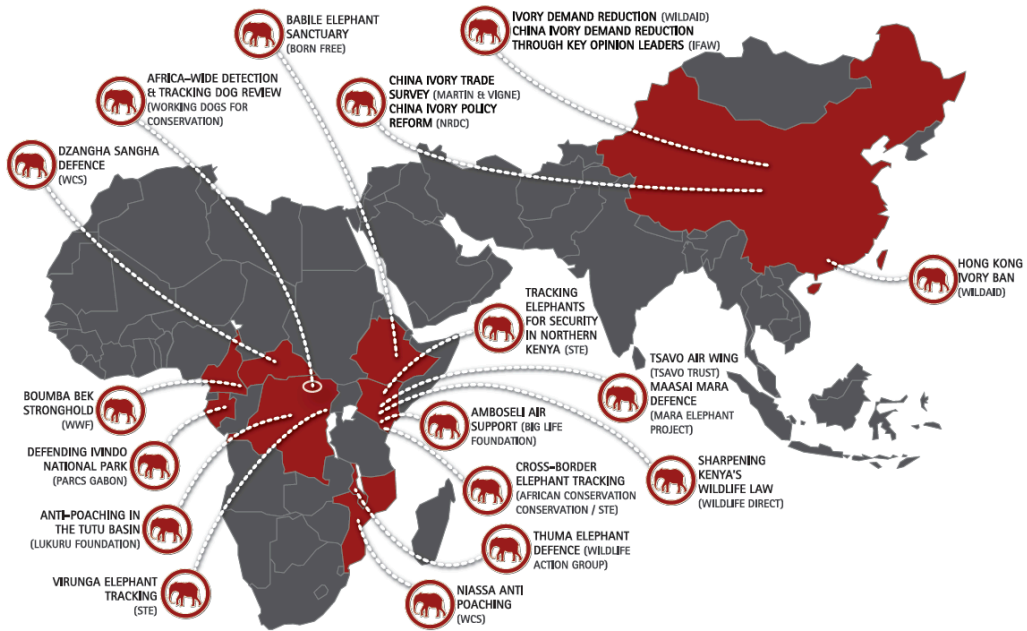 BABILE ELEPHANT
SANCTUARY
(BORN FREE)
IVORY DEMAND REDUCTION (WILDAID)
CHINA IVORY DEMAND REDUCTION
THROUGH KEY OPINION LEADERS (IFAW)
AFRICA–WIDE DETECTION
& TRACKING DOG REVIEW
(WORKING DOGS FOR
CONSERVATION)
CHINA IVORY TRADE
SURVEY (MARTIN & VIGNE)
CHINA IVORY POLICY
REFORM (NRDC)
DZANGHA SANGHA
DEFENCE
(WCS)
HONG KONG
IVORY BAN
(WILDAID)
TRACKING
ELEPHANTS
FOR SECURITY
IN NORTHERN
KENYA (STE)
TSAVO AIR WING
(TSAVO TRUST)
MAASAI MARA
DEFENCE
(MARA ELEPHANT
PROJECT)
BOUMBA BEK
STRONGHOLD
(WWF)
AMBOSELI AIR
SUPPORT (BIG LIFE
FOUNDATION)
DEFENDING IVINDO
NATIONAL PARK
(PARCS GABON)
CROSS–BORDER
ELEPHANT TRACKING
(AFRICAN CONSERVATION
CONSERVATION / STE)
SHARPENING
KENYA'S
WILDLIFE LAW
(WILDLIFE DIRECT)
ANTI–POACHING IN
THE TUTU BASIN
(LUKURU FOUNDATION)
THUMA ELEPHANT
DEFENCE (WILDLIFE
ACTION GROUP)
VIRUNGA ELEPHANT
TRACKING
(STE)
NIASSA ANTI
POACHING
(WCS)